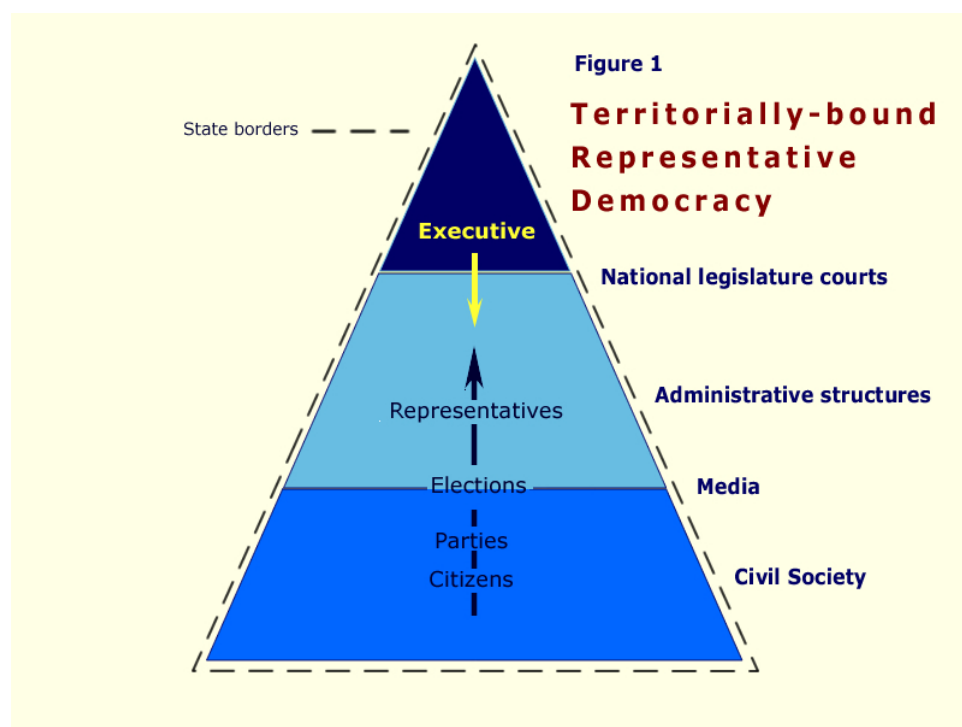 Figure 1
Territorially-bound
Representative
Democracy
State borders
Executive
National legislature courts
Administrative structures
Representatives
Elections
Media
Parties
Citizens
Civil Society